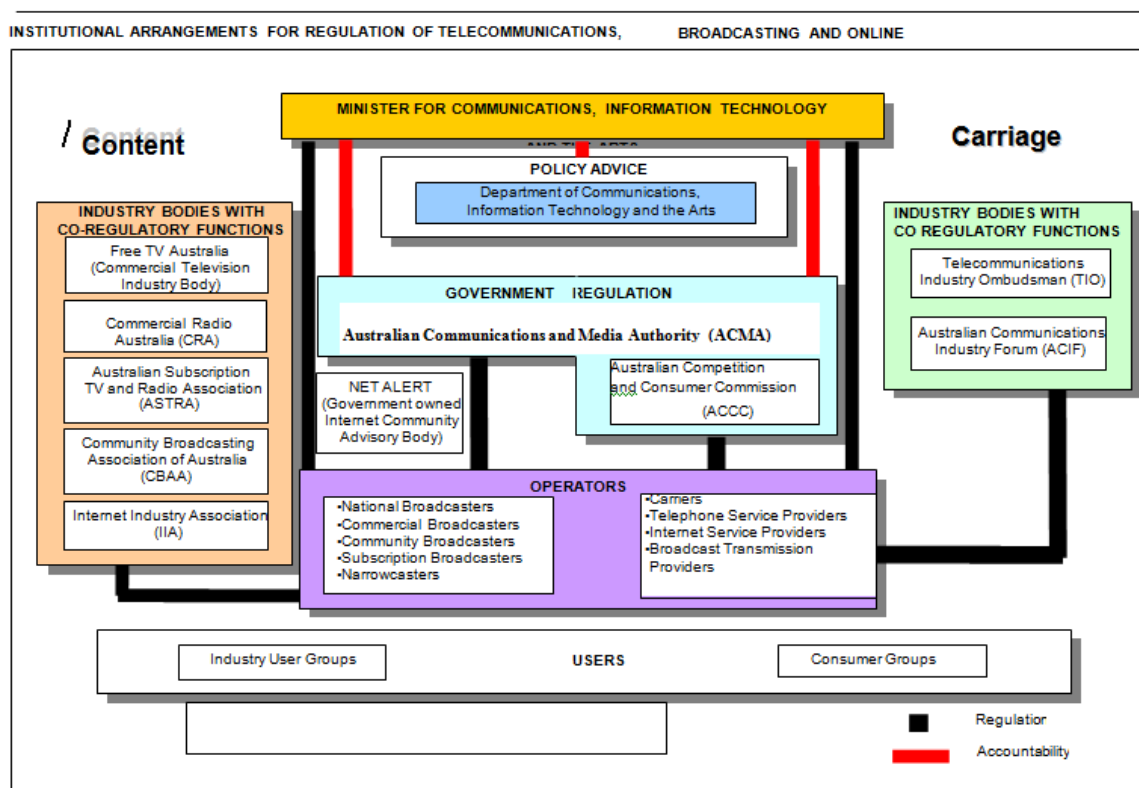 INSTITUTIONAL ARRANGEMENTS FOR REGULATION OF TELECOMMUNICATIONS, BROADCASTING AND ONLINE
MINISTER FOR COMMUNICATIONS, INFORMATION TECHNOLOGY
AND THE ARTS
/ Content
Carriage
POLICY ADVICE
Department of Communications,
Information Technology and the Arts
INDUSTRY BODIES WITH
CO-REGULATORY FUNCTIONS
Free TV Australia
(Commercial Television
Industry Body)
Commercial Radio
Australia (CRA)
Australian Subscription
TV and Radio Association
(ASTRA)
Community Broadcasting
Association of Australia
(CBAA)
Internet Industry Association
(IIA)
INDUSTRY BODIES WITH
CO REGULATORY FUNCTIONS
Telecommunications
Industry Ombudsman (TIO)
Australian Communications
Industry Forum (ACIF)
GOVERNMENT REGULATION
Australian Communications and Media Authority (ACMA)
NET ALERT
(Government owned
Internet Community
Advisory Body)
Australian Competition
and Consumer Commission
(ACCC)
OPERATORS
•National Broadcasters
•Commercial Broadcasters
•Community Broadcasters
•Subscription Broadcasters
•Narrowcasters
•Carriers
•Telephone Service Providers
•Internet Service Providers
•Broadcast Transmission
Providers
Industry User Groups
USERS
Consumer Groups
Regulation
Accountability